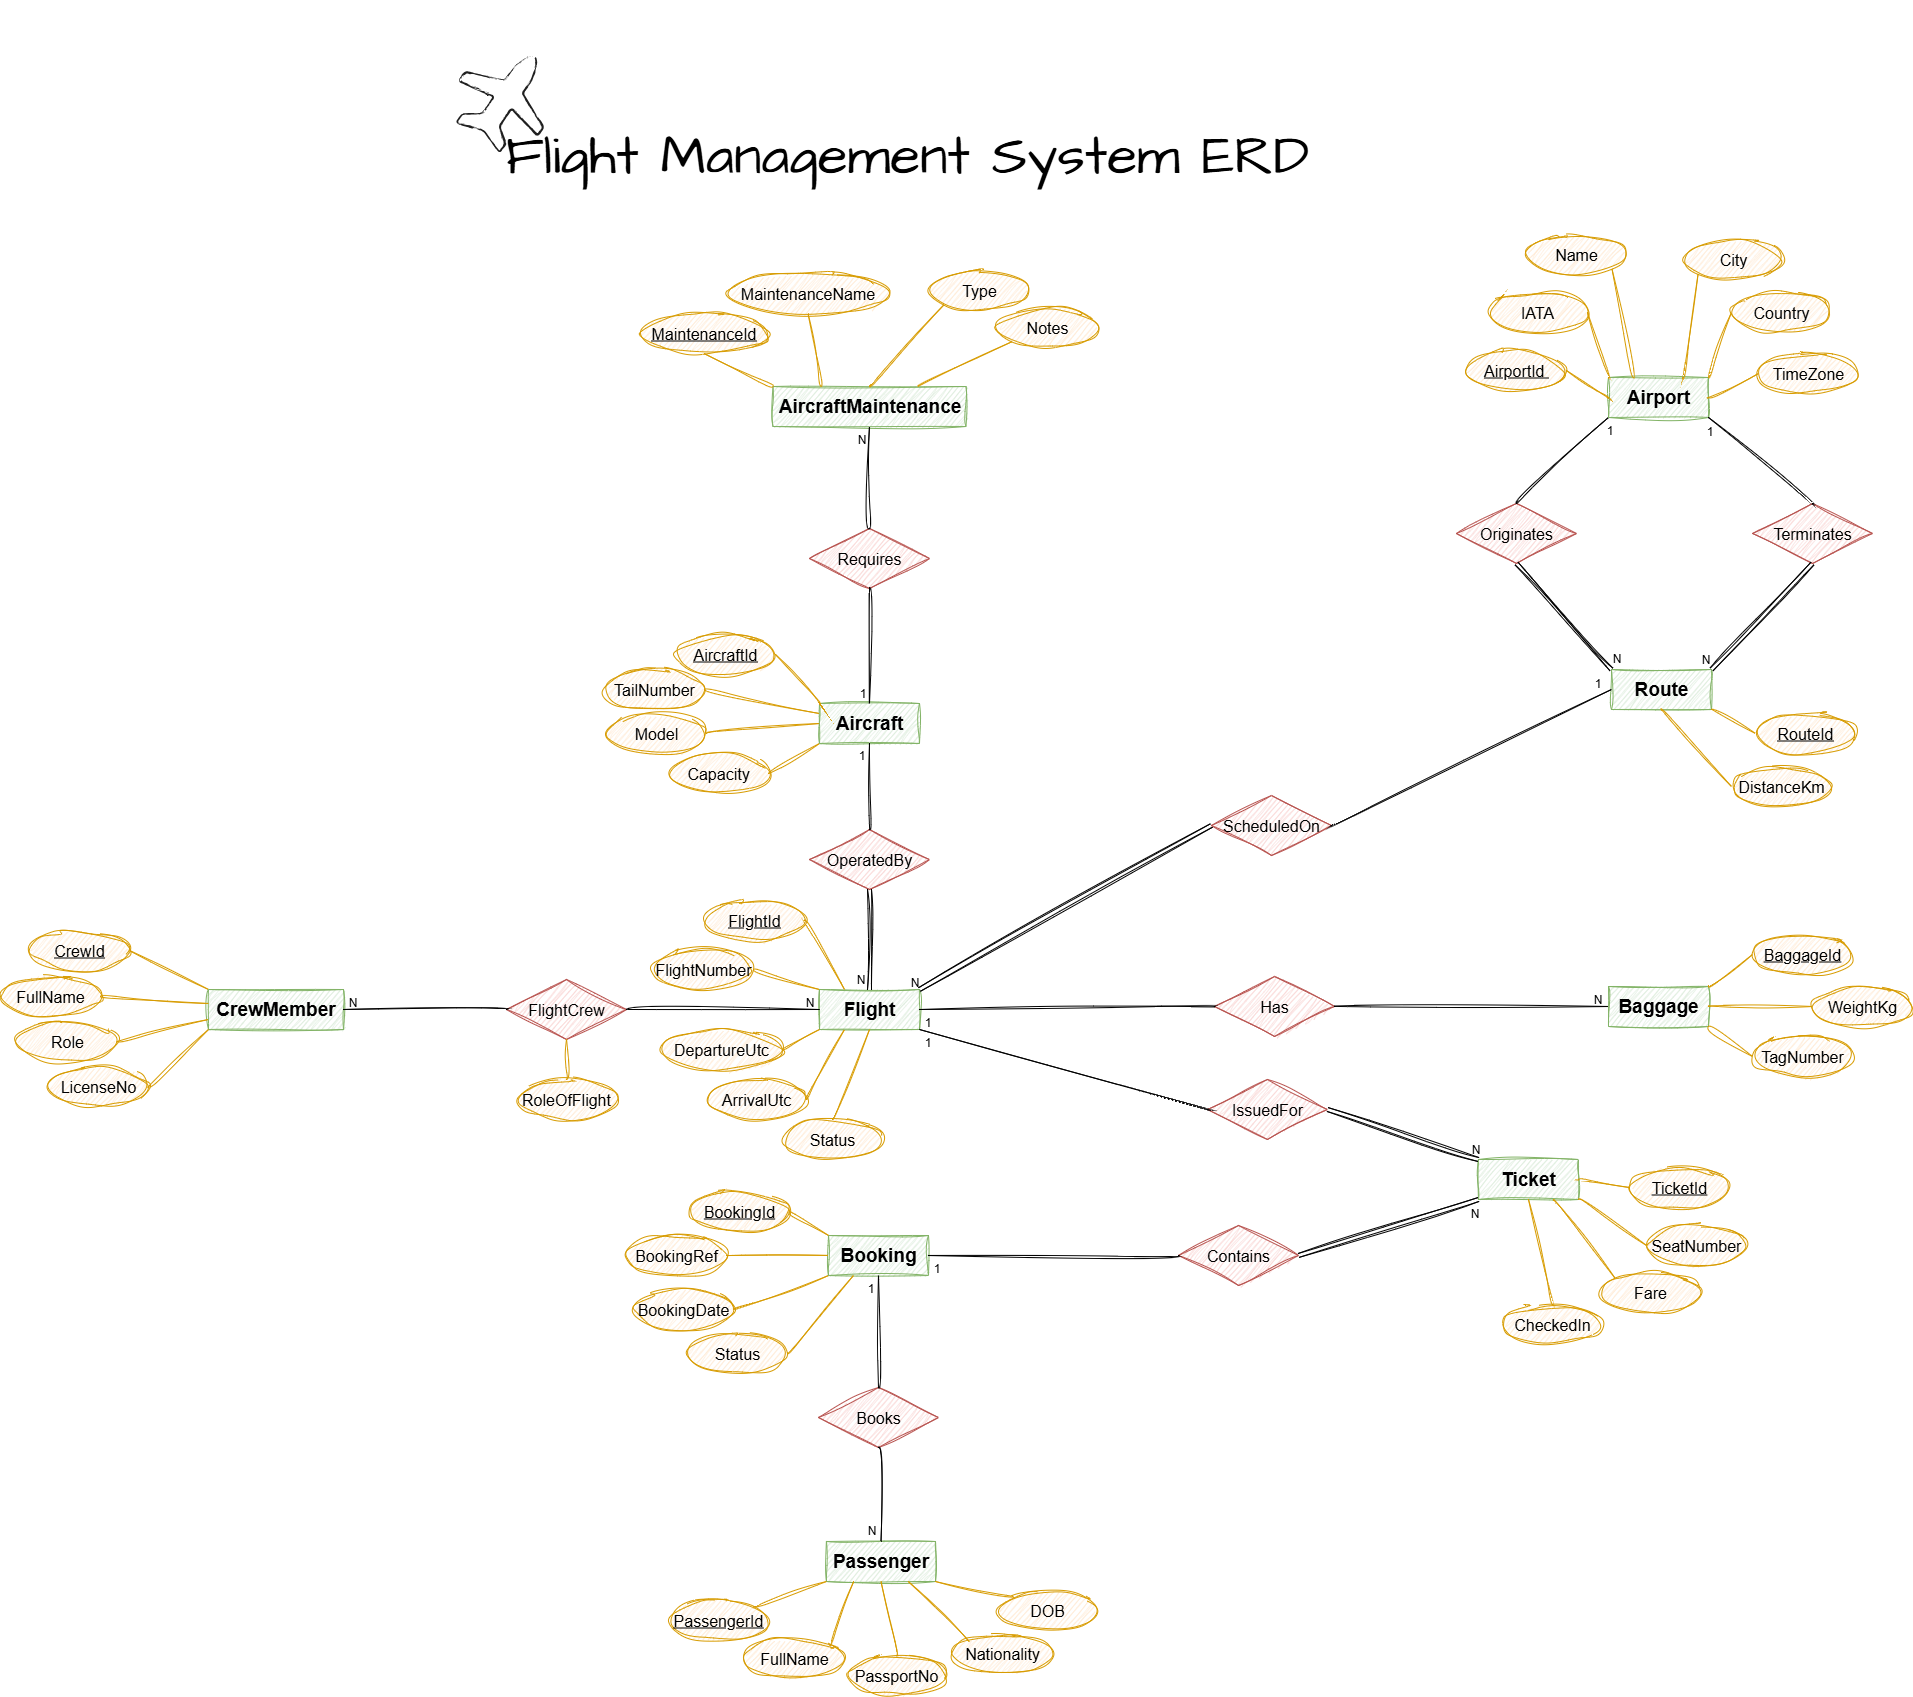 Flight Management System ERD
Name
City
MaintenanceName
Type
IATA
Country
MaintenanceId
Notes
AirportId
TimeZone
AircraftMaintenance
Airport
N
1
1
Requires
Originates
Terminates
AircraftId
N
N
TailNumber
1
1
Route
Model
Aircraft
RouteId
Capacity
1
DistanceKm
ScheduledOn
OperatedBy
FlightId
CrewId
BaggageId
FlightNumber
N
N
FullName
N
N
N
CrewMember
FlightCrew
Flight
Has
Baggage
WeightKg
1
Role
DepartureUtc
1
TagNumber
LicenseNo
RoleOfFlight
ArrivalUtc
IssuedFor
Status
N
Ticket
TicketId
BookingId
N
SeatNumber
BookingRef
Booking
Contains
1
1
Fare
BookingDate
CheckedIn
Status
Books
N
Passenger
PassengerId
DOB
FullName
Nationality
PassportNo